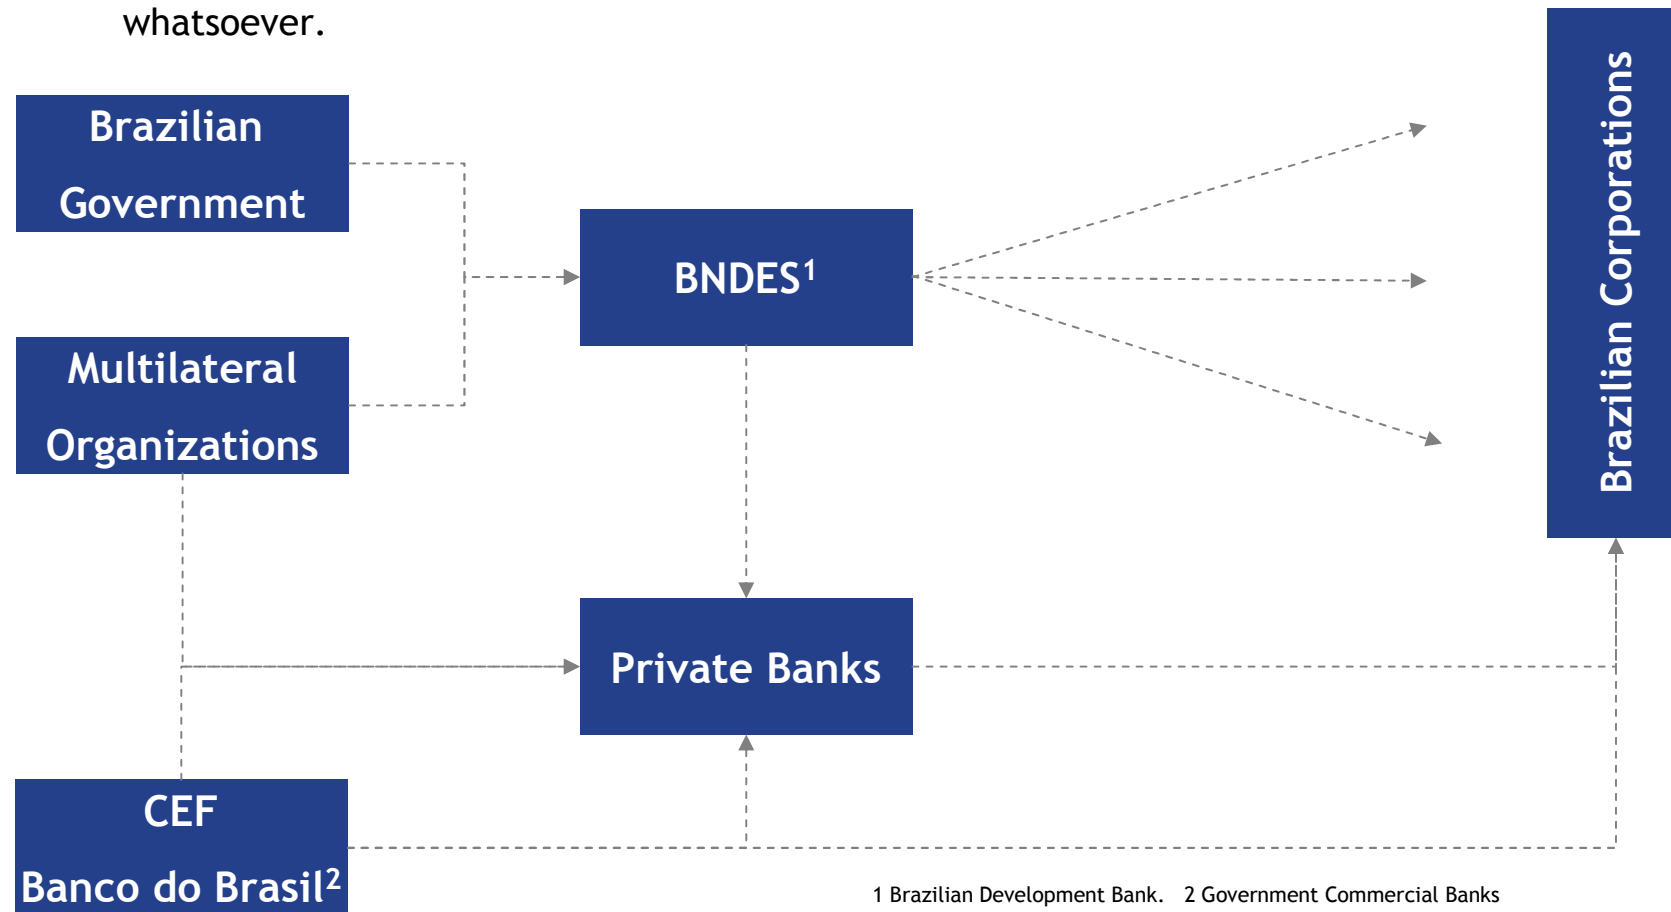 whatsoever.
Brazilian
Government
BNDES¹
Multilateral
Organizations
Brazilian Corporations
Private Banks
CEF
Banco do Brasil²
1 Brazilian Development Bank. 2 Government Commercial Banks